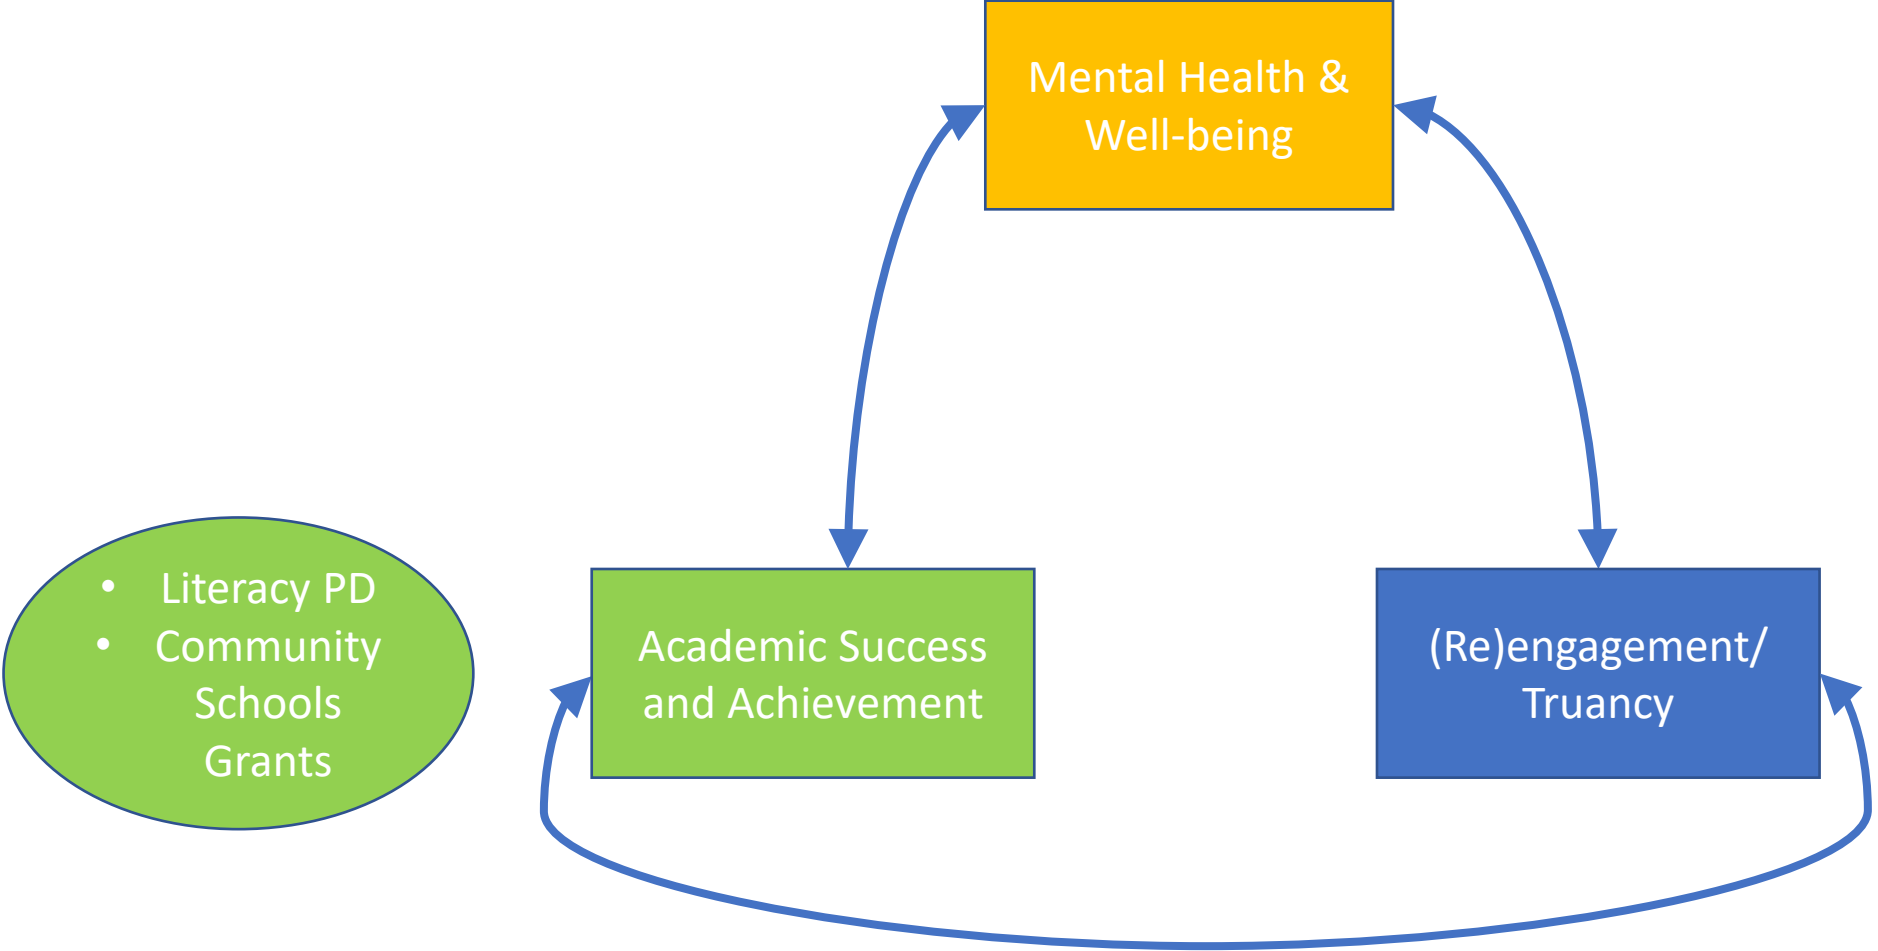 Mental Health &
Well-being
• Literacy PD
• Community
Schools
Grants
Academic Success
and Achievement
(Re)engagement/
Truancy